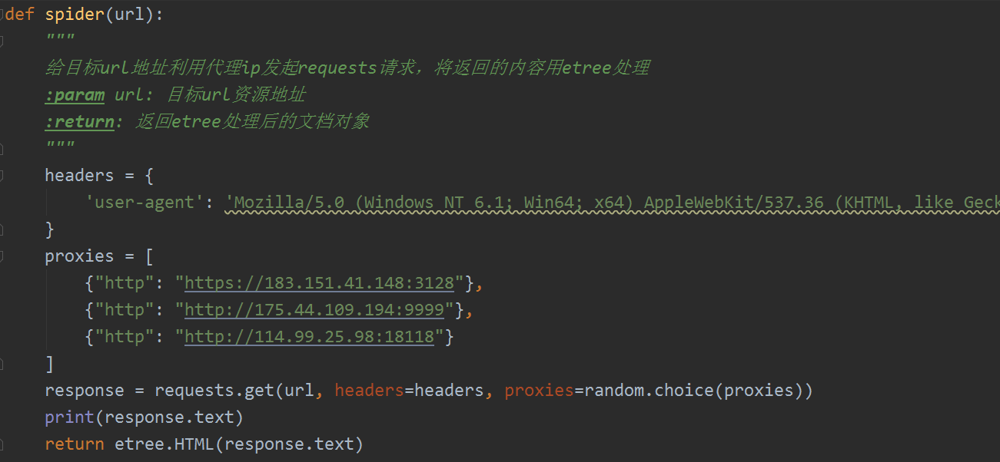 def spider(url):
    """
    给目标url地址利用代理ip发起requests请求，将返回的内容用etree处理
    :param url: 目标url资源地址
    :return: 返回etree处理后的文档对象
    """
    headers = {
        'user-agent': 'Mozilla/5.0 (Windows NT 6.1; Win64; x64) AppleWebKit/537.36 (KHTML, like Geck
    }
    proxies = [
        {"http": "https://183.151.41.148:3128"},
        {"http": "http://175.44.109.194:9999"},
        {"http": "http://114.99.25.98:18118"}
    ]
    response = requests.get(url, headers=headers, proxies=random.choice(proxies))
    print(response.text)
    return etree.HTML(response.text)